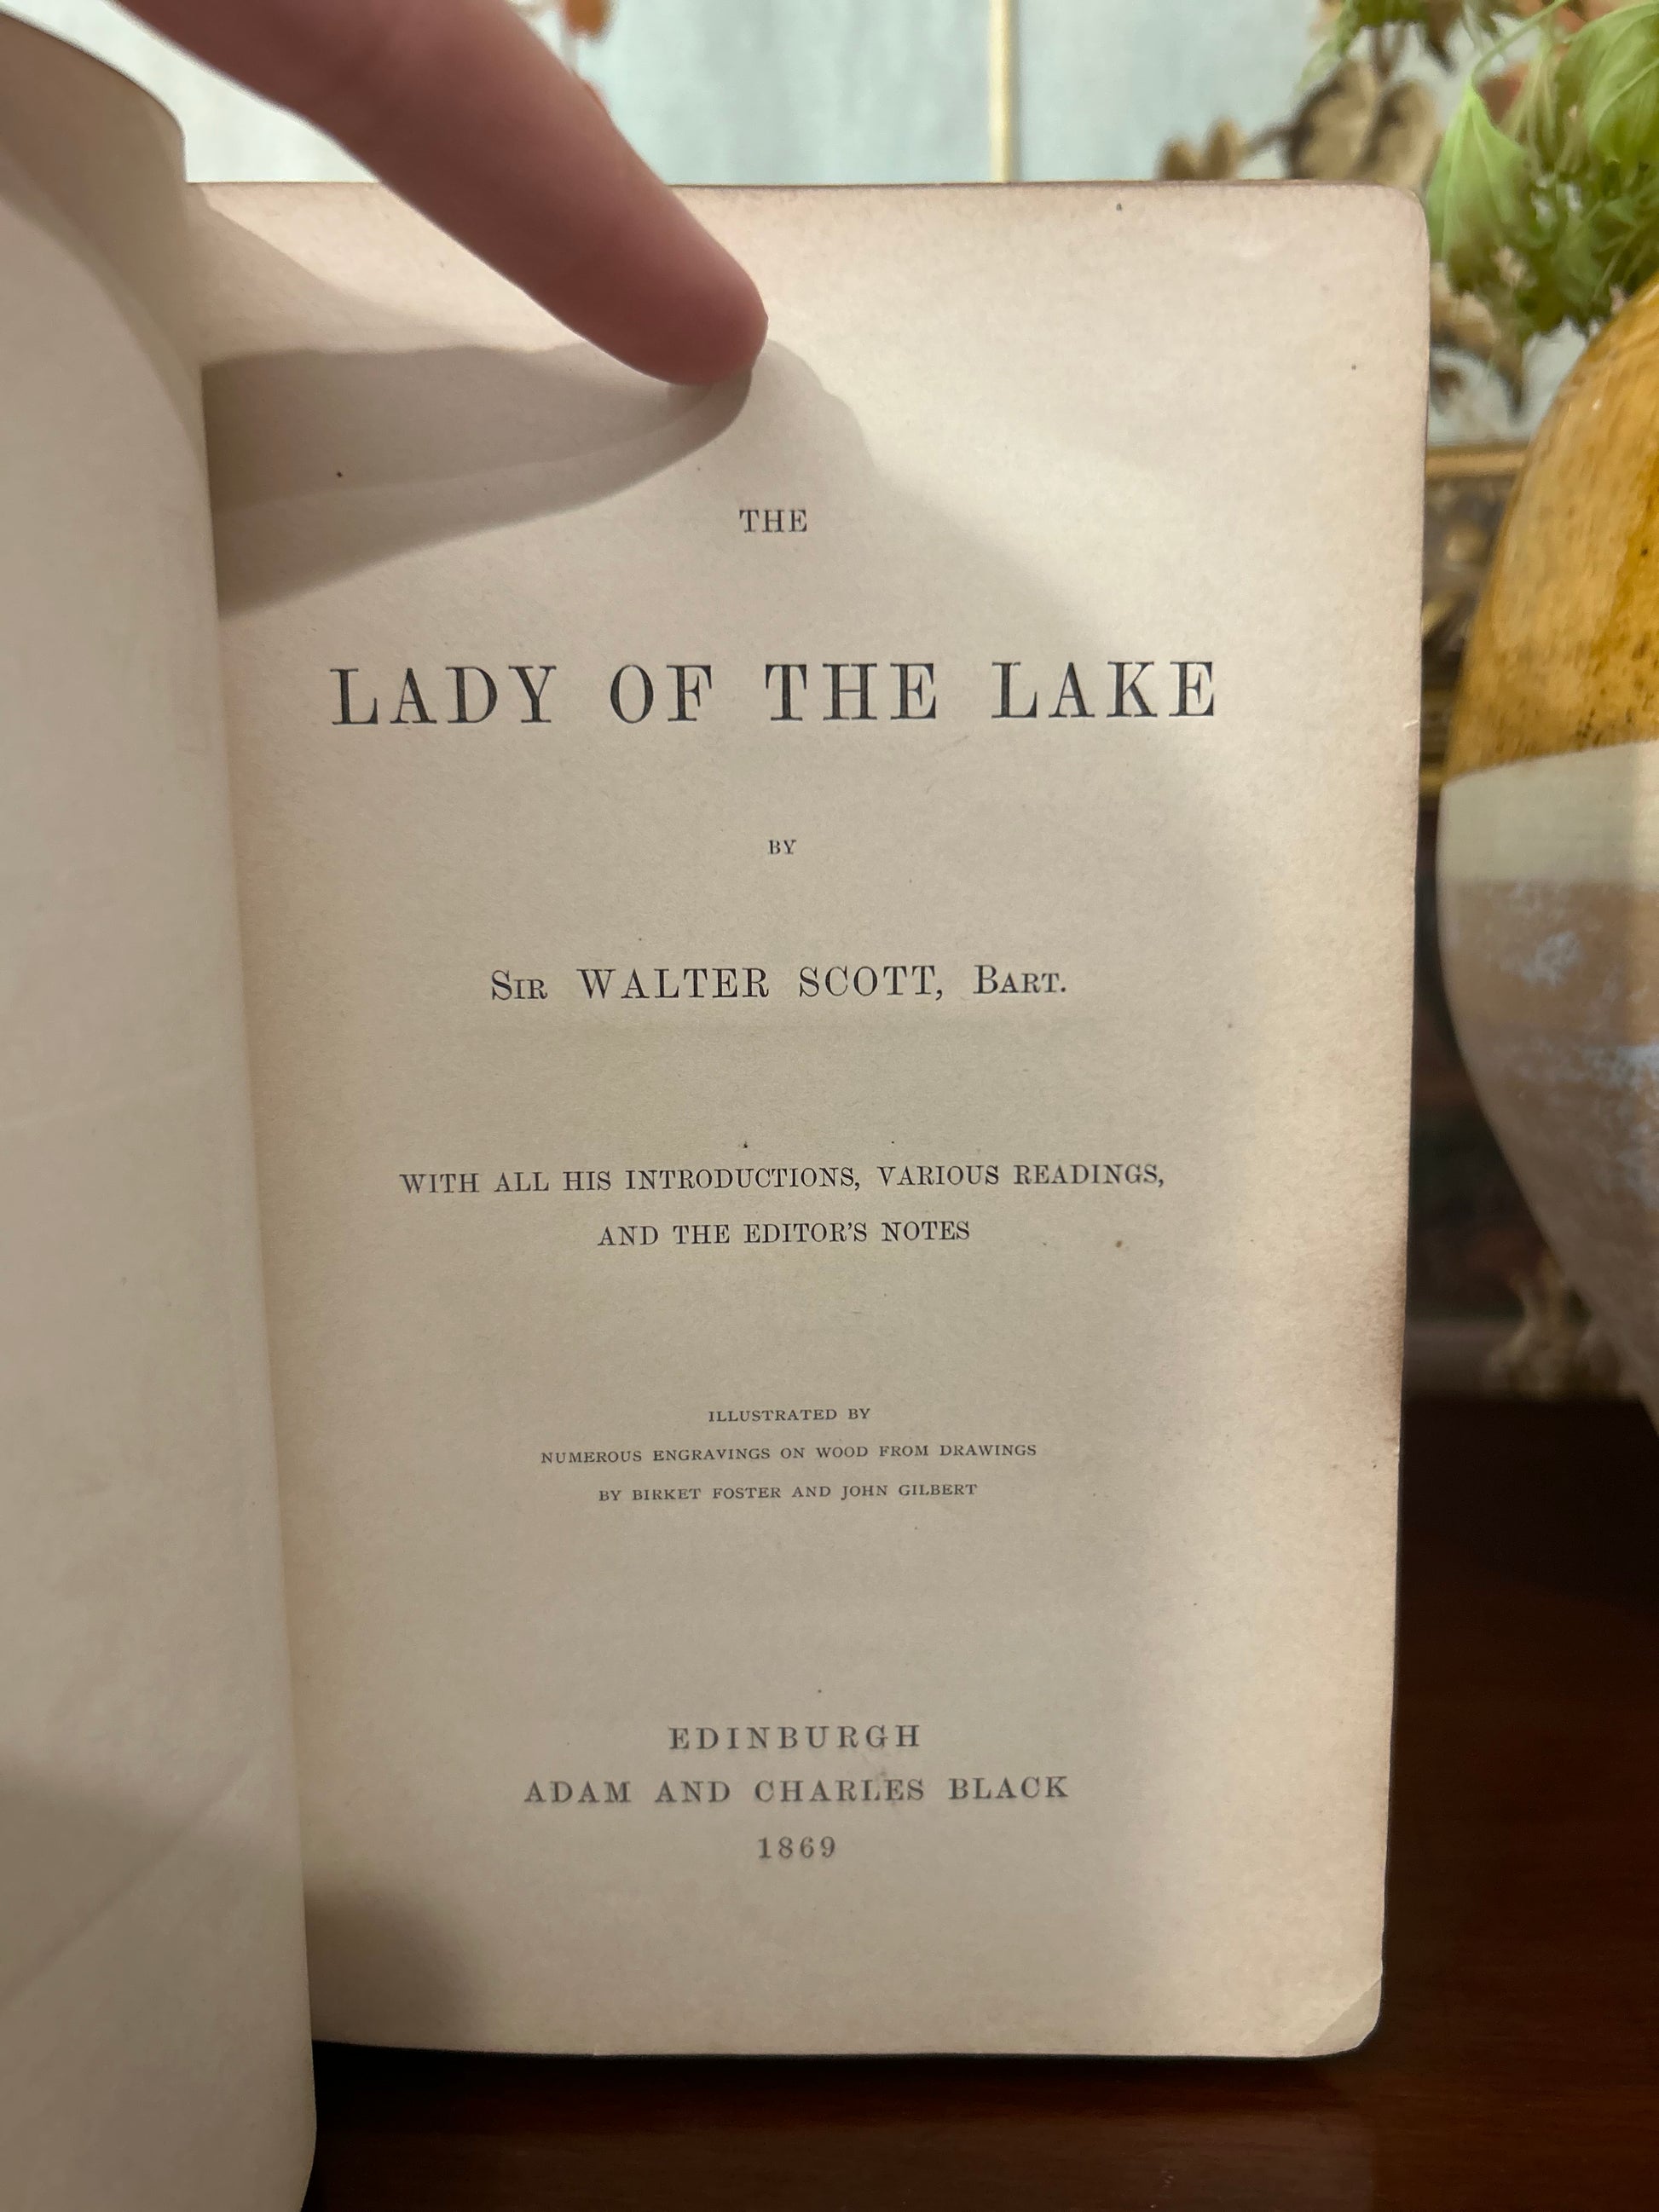 THE
LADY OF THE LAKE
BY
SIR WALTER SCOTT, BART.
WITH ALL HIS INTRODUCTIONS, VARIOUS READINGS,
AND THE EDITOR'S NOTES
ILLUSTRATED BY
NUMEROUS ENGRAVINGS ON WOOD FROM DRAWINGS
BY BIRKET FOSTER AND JOHN GILBERT
EDINBURGH
ADAM AND CHARLES BLACK
1869